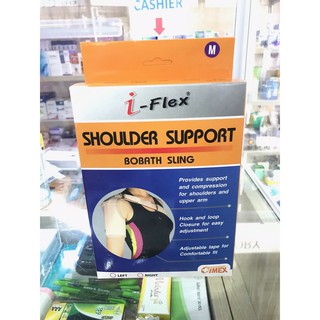 CASHIER
M
i-Flex®
SHOULDER SUPPORT
BOBATH SLING
Provides support
and compression
for shoulders and
upper arm
Hook and loop
Closure for easy
adjustment
Adjustable tape for
Comfortable fit
LEFT
RIGHT